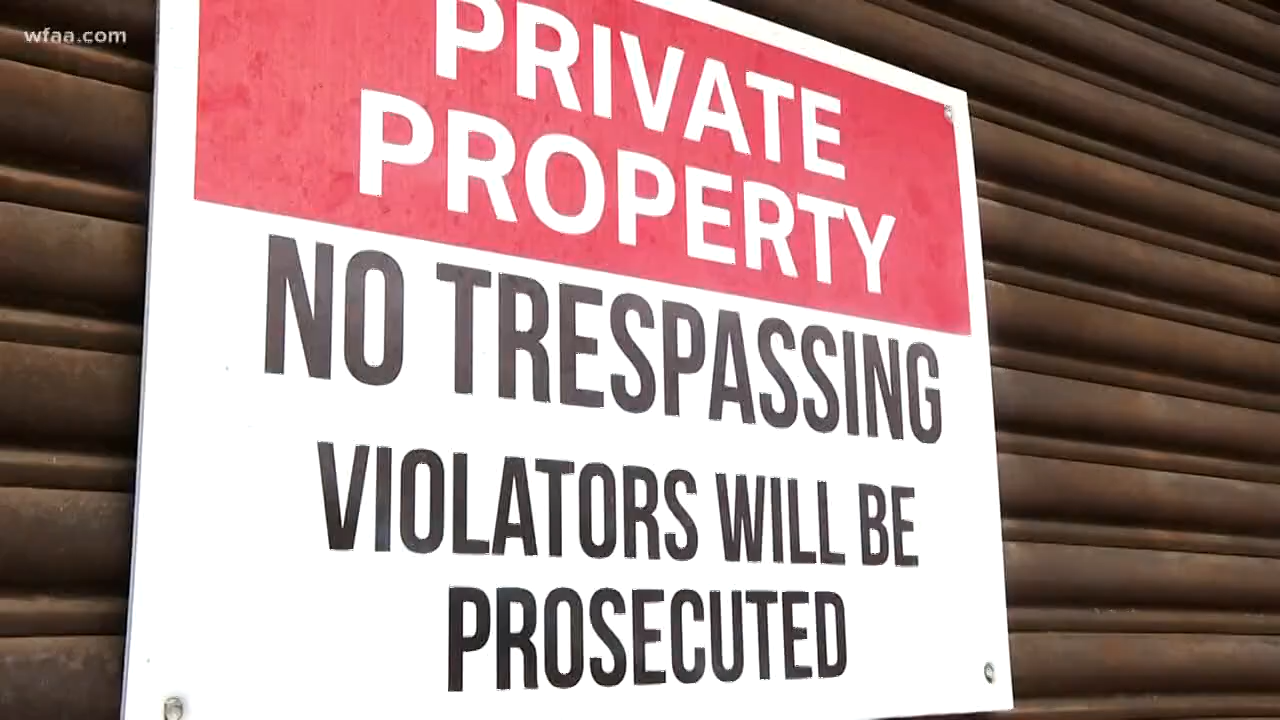 wfaa.com
PRIVATE
PROPERTY
NO TRESPASSING
VIOLATORS WILL BE
PROSECUTED